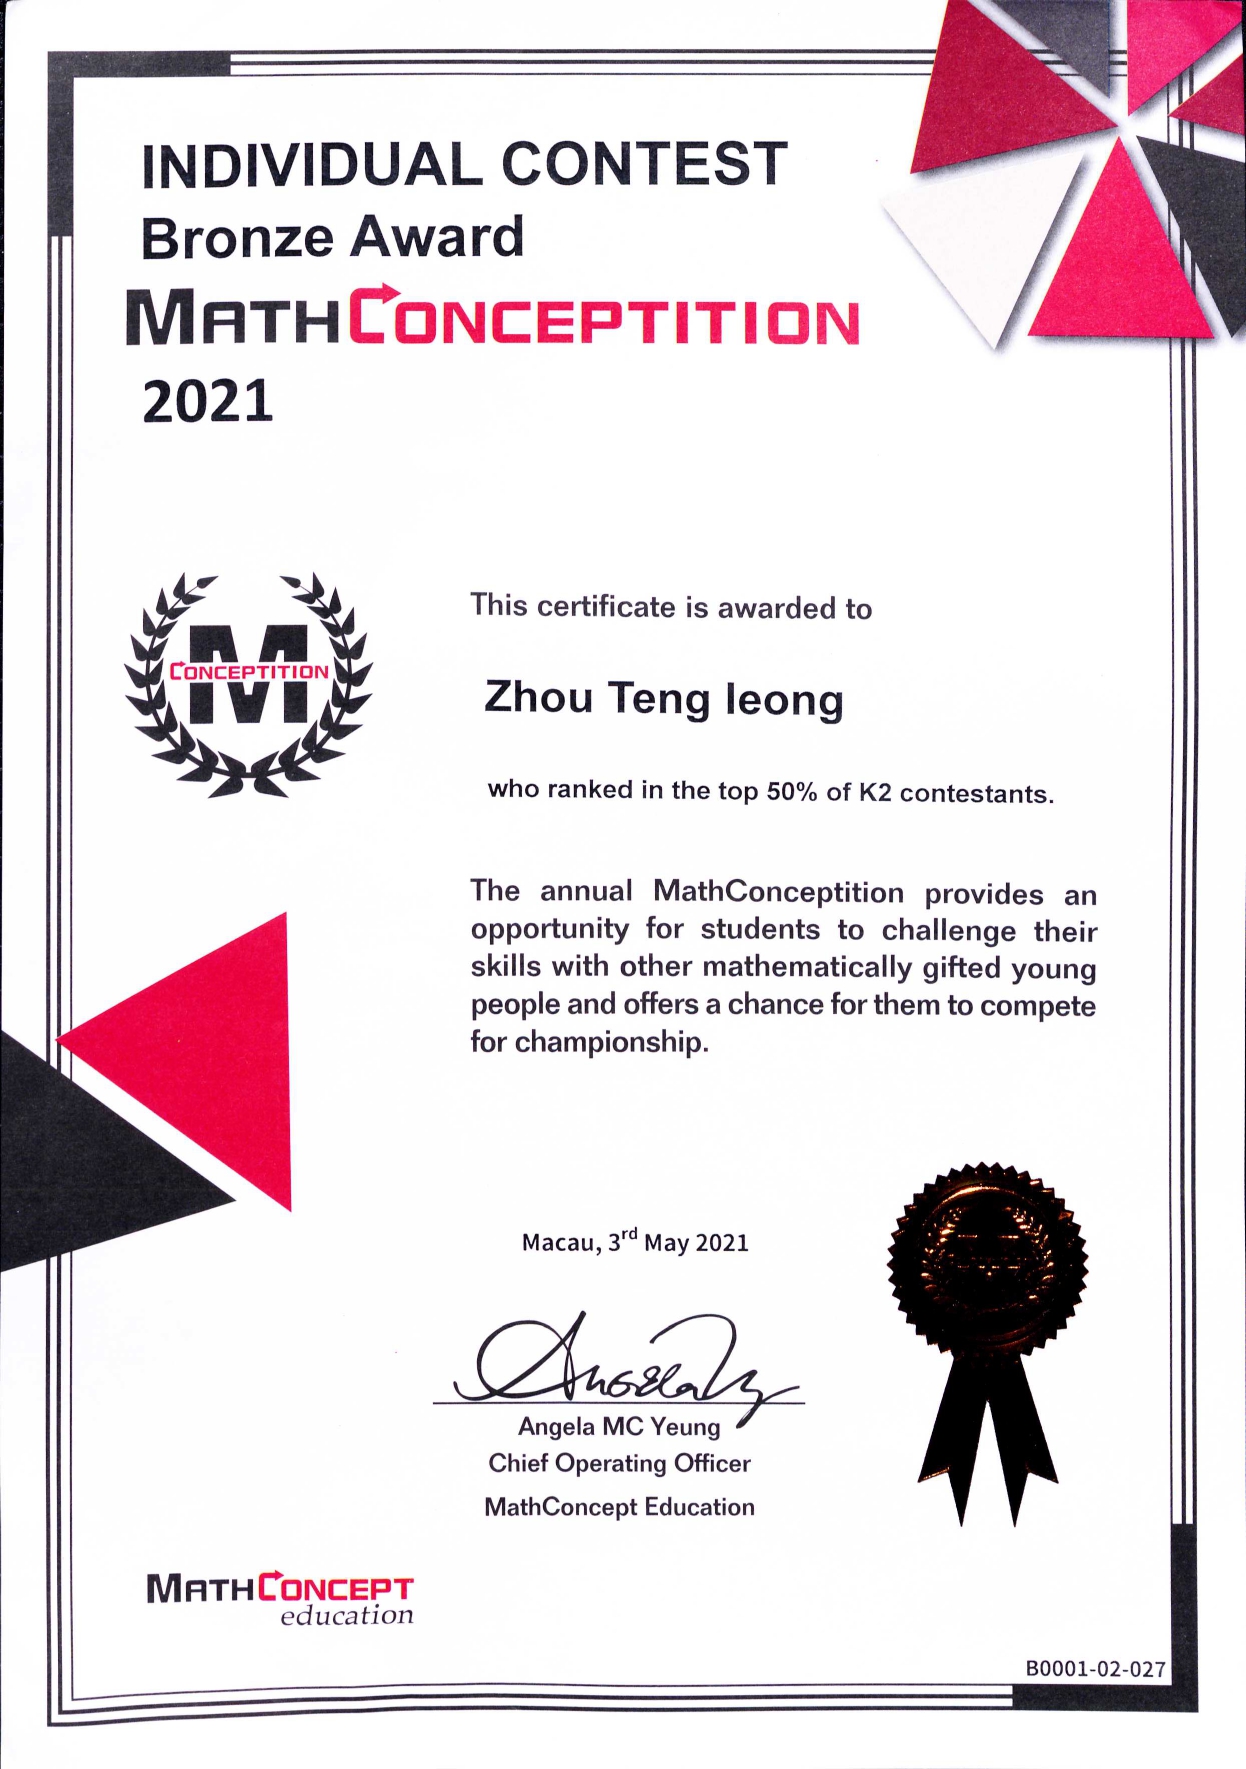 INDIVIDUAL CONTEST
Bronze Award
MATHCONCEPTITION
2021
CONCEPTITION
M
This certificate is awarded to
Zhou Teng Ieong
who ranked in the top 50% of K2 contestants.
The annual MathConceptition provides an
opportunity for students to challenge their
skills with other mathematically gifted young
people and offers a chance for them to compete
for championship.
Macau, 3rd May 2021
Angela MC Yeung
Chief Operating Officer
MathConcept Education
MATHCONCEPT
education
B0001-02-027